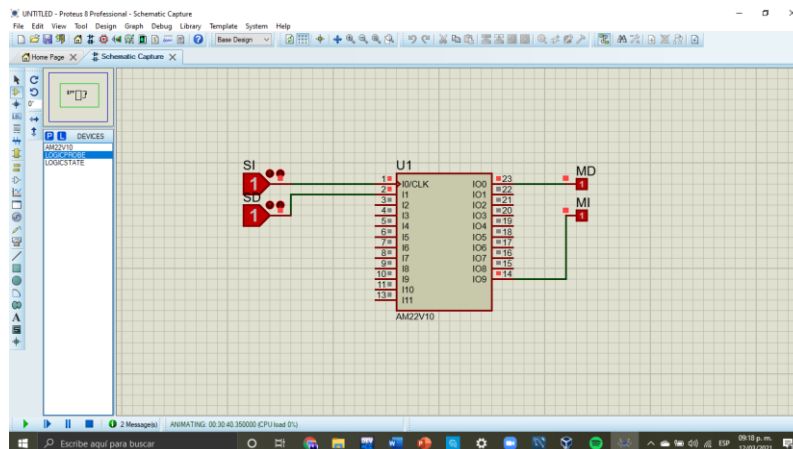 UNTITLED - Proteus 8 Professional - Schematic Capture
File Edit View Tool Design Graph Debug Library Template System Help
Base Design
Home Page X Schematic Capture X
0°
P L DEVICES
AM22V10
LOGICPROBE
LOGICSTATE
SI
1
SD
1
U1
1 I0/CLK IO0 23
2 I1 IO1 22
3 I2 IO2 21
4 I3 IO3 20
5 I4 IO4 19
6 I5 IO5 18
7 I6 IO6 17
8 I7 IO7 16
9 I8 IO8 15
10 I9 IO9 14
11 I10
13 I11
AM22V10
MD
1
MI
1
2 Message(s) ANIMATING: 00:30:40.350000 (CPU load 0%)
Escribe aquí para buscar
ESP
09:18 p. m.
12/03/2021